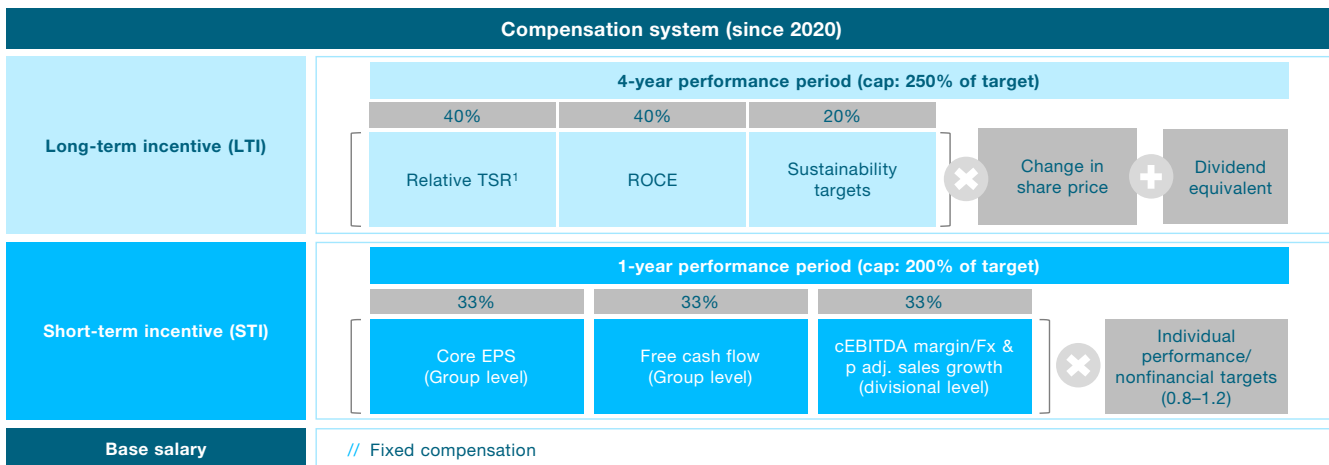 Compensation system (since 2020)
Long-term incentive (LTI)
4-year performance period (cap: 250% of target)
40%
40%
20%
Relative TSR¹
ROCE
Sustainability
targets
Change in
share price
Dividend
equivalent
Short-term incentive (STI)
1-year performance period (cap: 200% of target)
33%
33%
33%
Core EPS
(Group level)
Free cash flow
(Group level)
cEBITDA margin/Fx &
p adj. sales growth
(divisional level)
Individual
performance/
nonfinancial targets
(0.8–1.2)
Base salary
// Fixed compensation